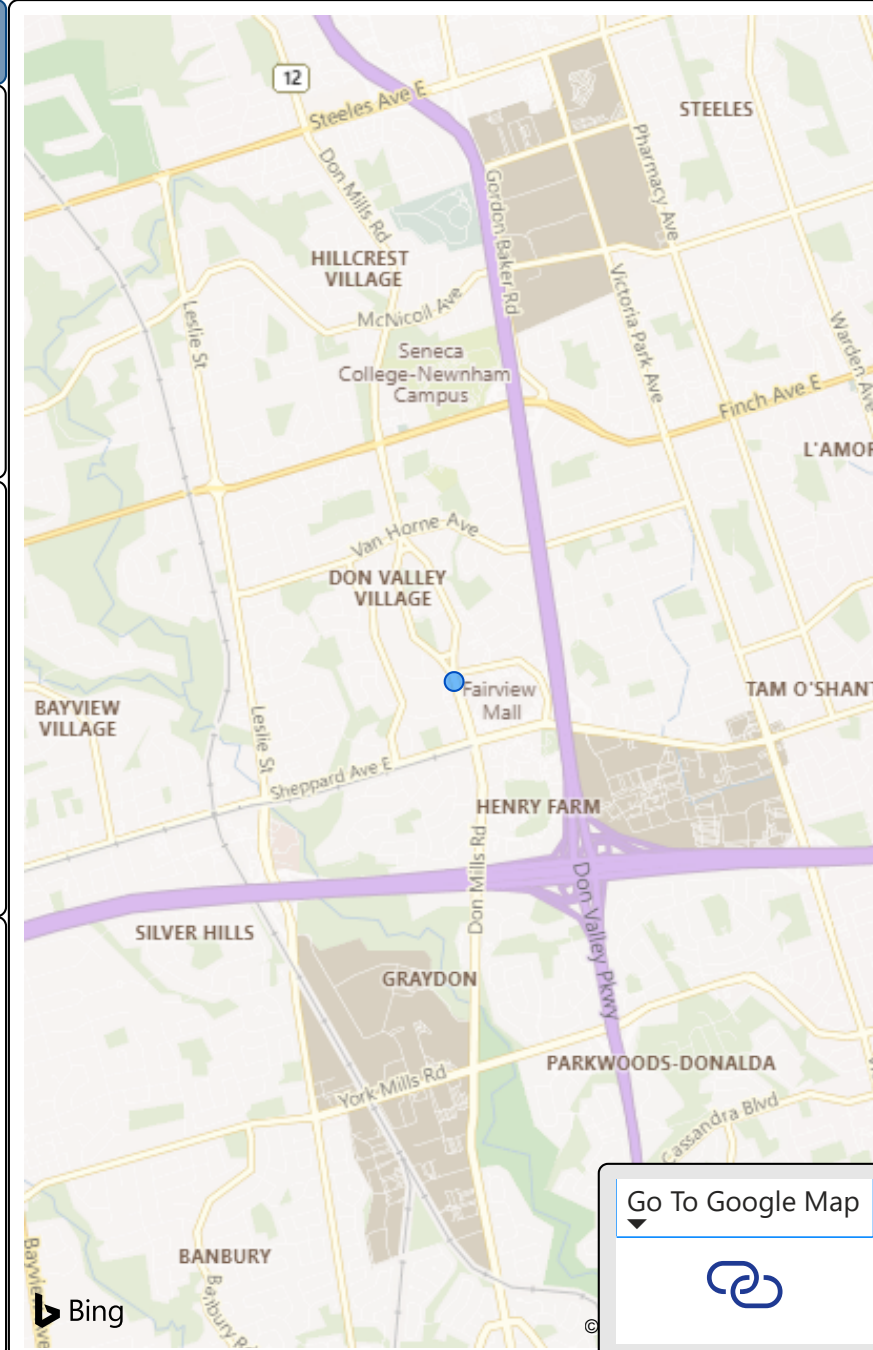 12
Steeles Ave E
STEELES
Don Mills Rd
Pharmacy Ave
Gordon Baker Rd
HILLCREST
VILLAGE
McNicoll Ave
Victoria Park Ave
Leslie St
Warden Ave
Seneca
College-Newnham
Campus
Finch Ave E
L'AMOR
Van Horne Ave
DON VALLEY
VILLAGE
Fairview
Mall
TAM O'SHANT
BAYVIEW
VILLAGE
Leslie St
Sheppard Ave E
HENRY FARM
Don Mills Rd
Don Valley Pkwy
SILVER HILLS
GRAYDON
PARKWOODS-DONALDA
York Mills Rd
Cassandra Blvd
Go To Google Map
BANBURY
Banbury Rd
Bing
©